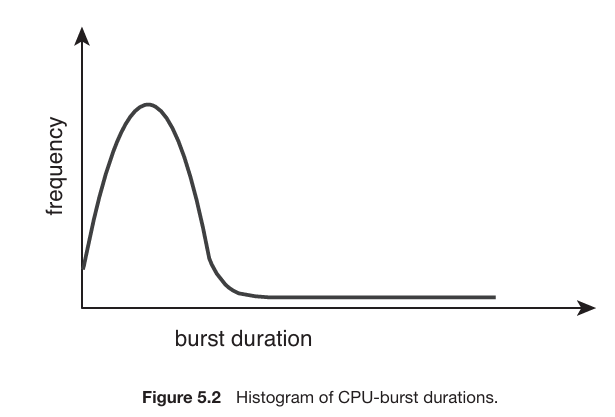 frequency
burst duration
Figure 5.2 Histogram of CPU-burst durations.